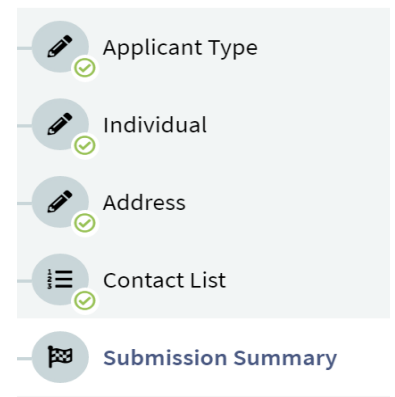 Applicant Type
Individual
Address
Contact List
Submission Summary